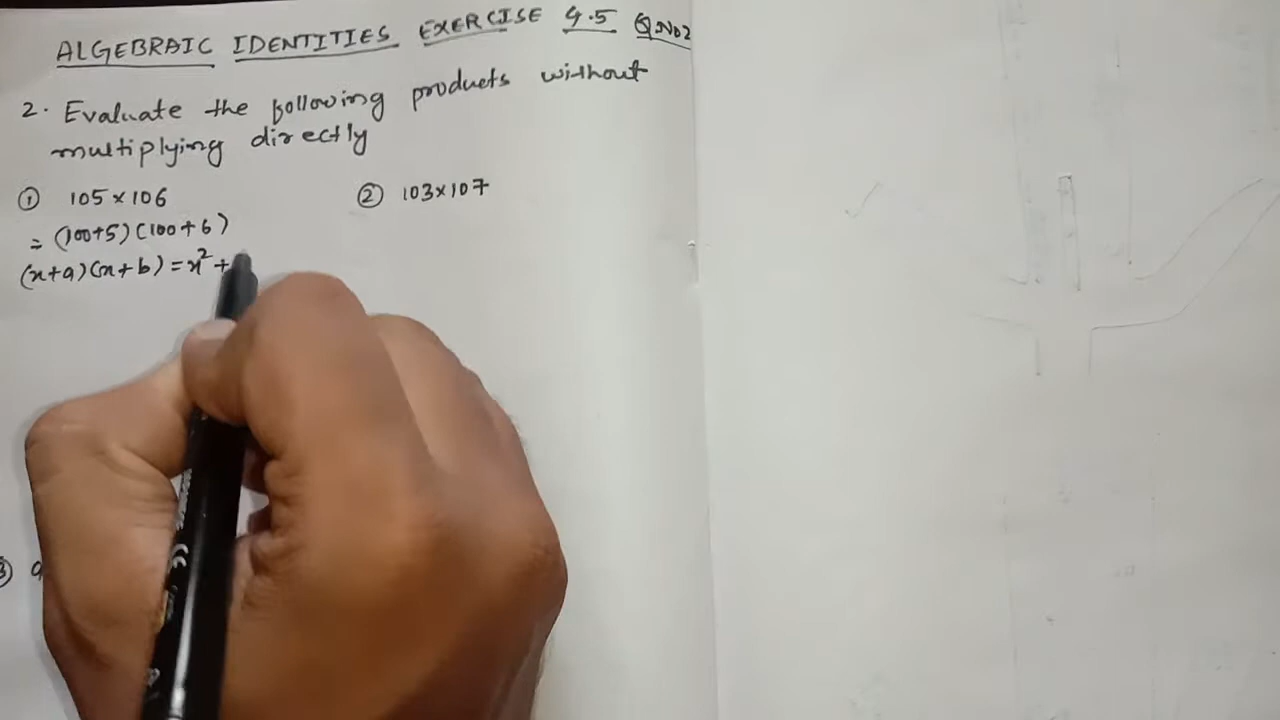 ALGEBRAIC IDENTITIES EXERCISE 4.5 Q.No2
2. Evaluate the following products without
multiplying directly
① 105 x 106
② 103 x 107
= (100+5) (100 + 6)
(x+a) (x + b) = x² +